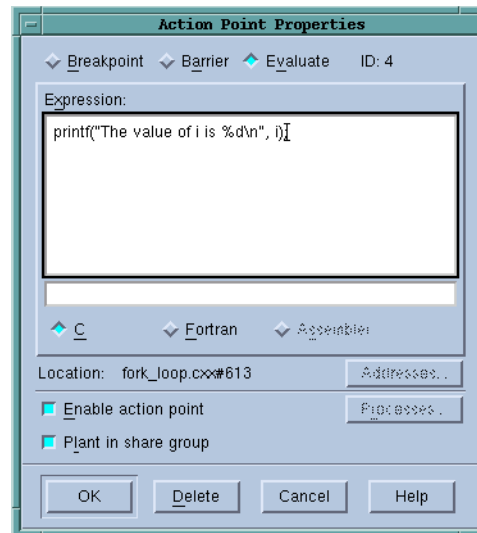 Action Point Properties
Breakpoint Barrier Evaluate ID: 4
Expression:
printf("The value of i is %d\n", i)
C Fortran Assembler
Location: fork_loop.cxx#613 Addresses...
Enable action point Processes...
Plant in share group
OK Delete Cancel Help